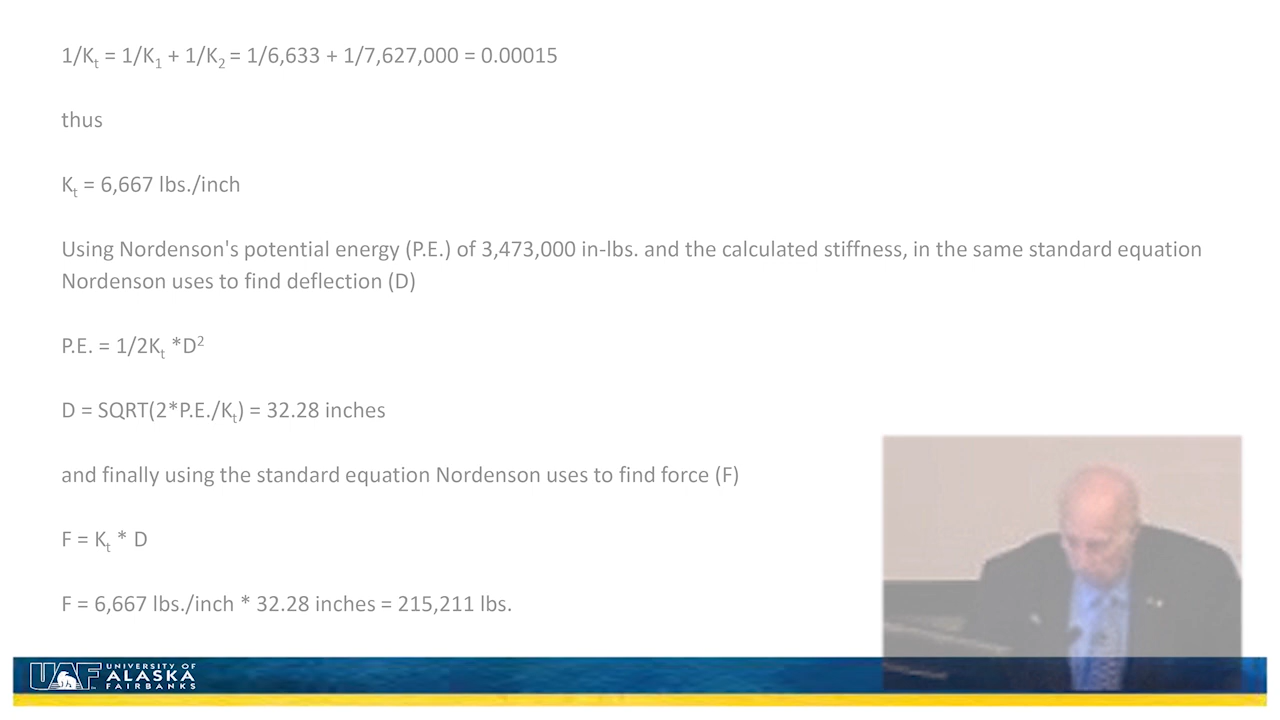 1/Kt = 1/K1 + 1/K2 = 1/6,633 + 1/7,627,000 = 0.00015
thus
Kt = 6,667 lbs./inch
Using Nordenson's potential energy (P.E.) of 3,473,000 in-lbs. and the calculated stiffness, in the same standard equation
Nordenson uses to find deflection (D)
P.E. = 1/2Kt *D²
D = SQRT(2*P.E./Kt) = 32.28 inches
and finally using the standard equation Nordenson uses to find force (F)
F = Kt * D
F = 6,667 lbs./inch * 32.28 inches = 215,211 lbs.
UAF UNIVERSITY OF
ALASKA
FAIRBANKS